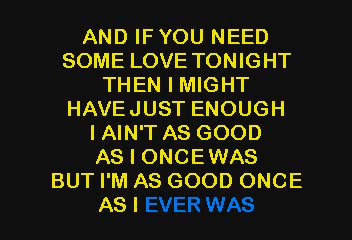 AND IF YOU NEED
SOME LOVE TONIGHT
THEN I MIGHT
HAVE JUST ENOUGH
I AIN'T AS GOOD
AS I ONCE WAS
BUT I'M AS GOOD ONCE
AS I EVER WAS